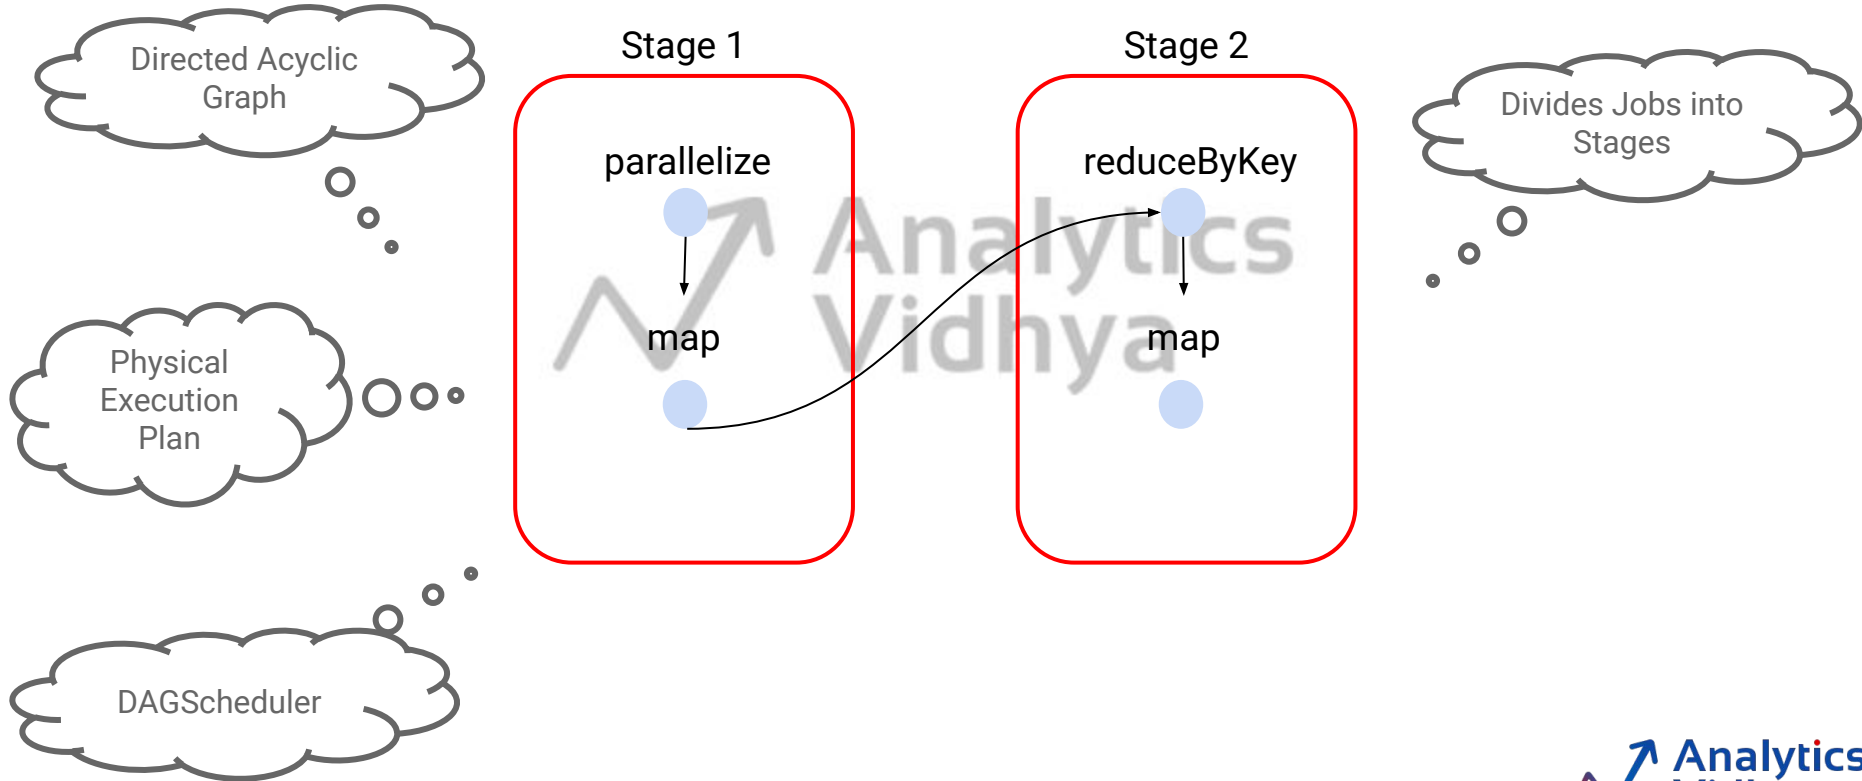 Directed Acyclic
Graph
Stage 1
Stage 2
Divides Jobs into
Stages
parallelize
reduceByKey
Analytics
Vidhya
map
map
Physical
Execution
Plan
DAGScheduler
Analytics